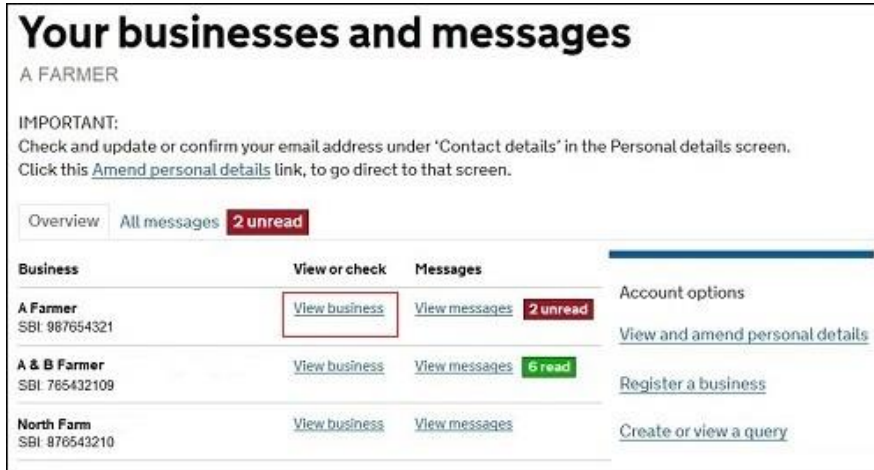 Your businesses and messages
A FARMER
IMPORTANT:
Check and update or confirm your email address under ‘Contact details’ in the Personal details screen.
Click this Amend personal details link, to go direct to that screen.
Overview All messages 2 unread
Business View or check Messages
A Farmer View business View messages 2 unread
SBI: 987654321
A & B Farmer View business View messages 6 read
SBI: 765432109
North Farm View business View messages
SBI: 876543210
Account options
View and amend personal details
Register a business
Create or view a query